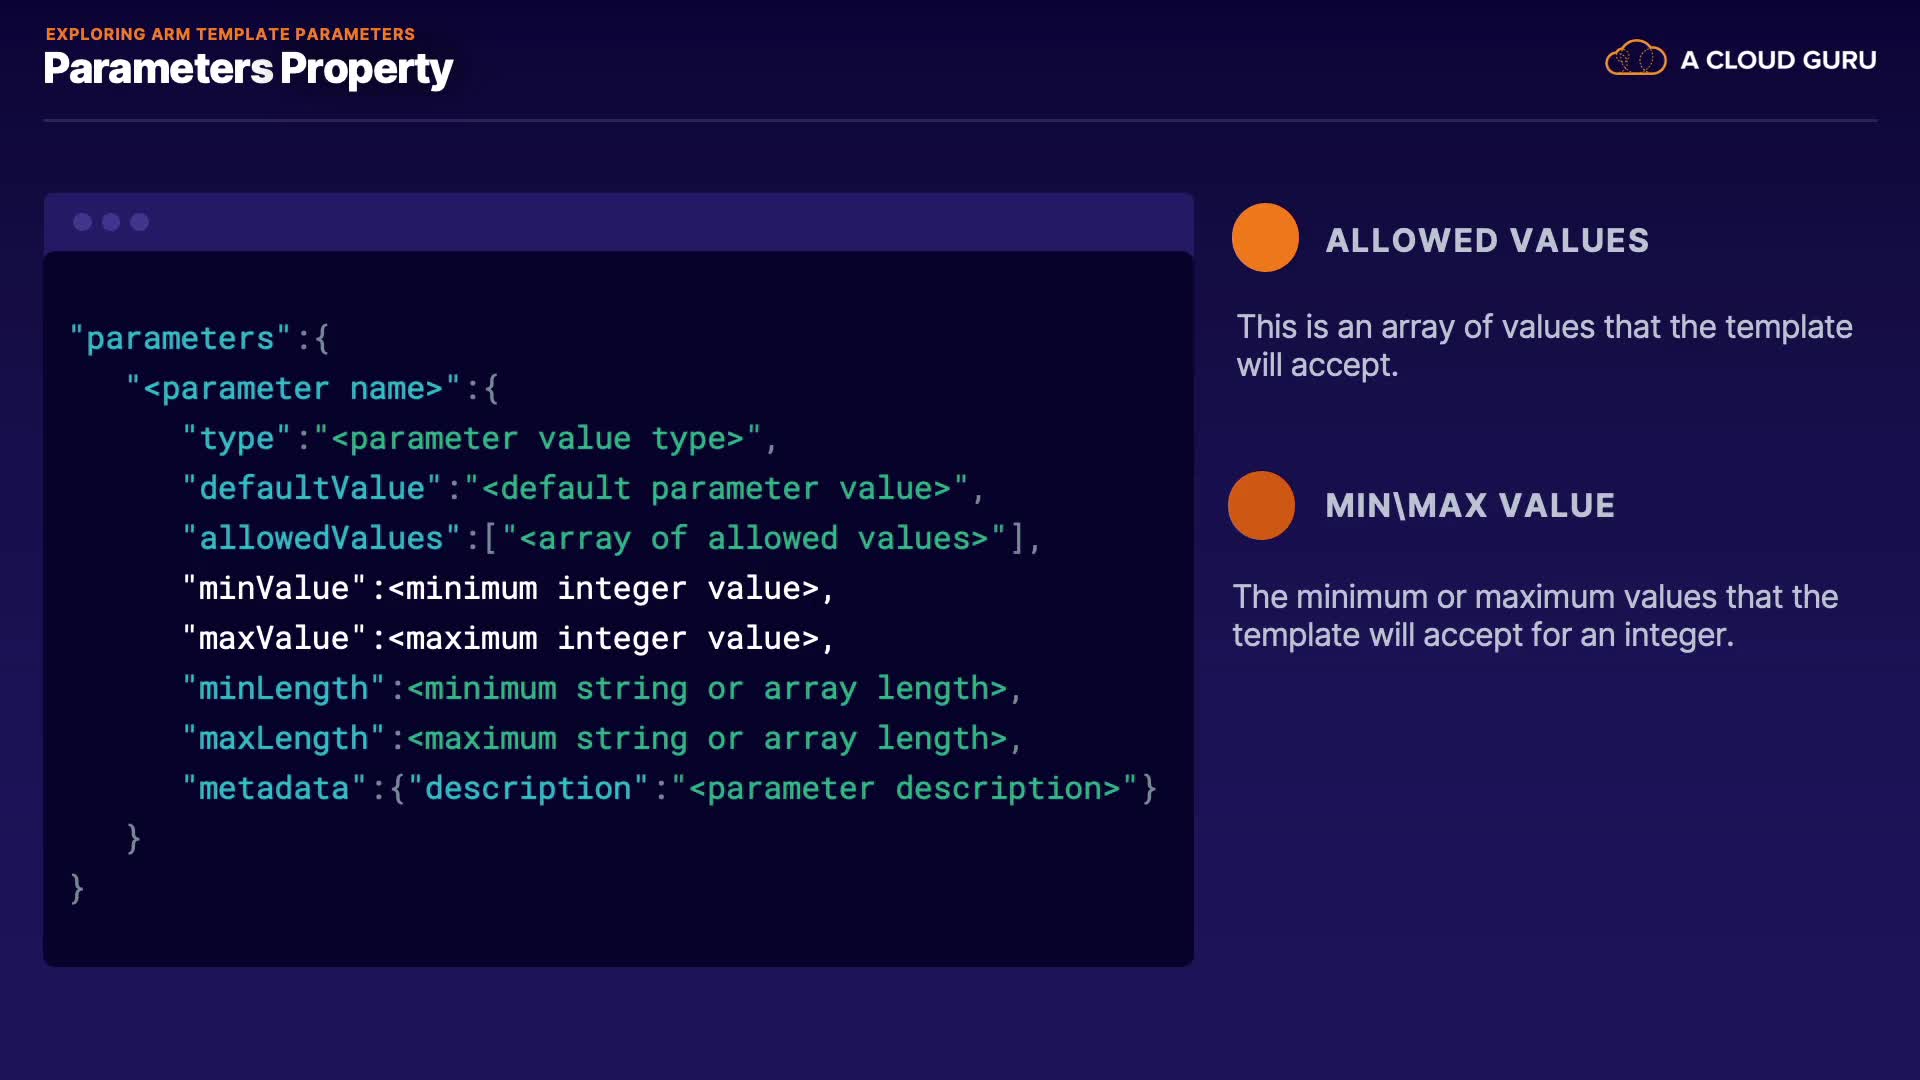 EXPLORING ARM TEMPLATE PARAMETERS
Parameters Property
A CLOUD GURU
"parameters":{
"<parameter name>":{
"type":"<parameter value type>",
"defaultValue":"<default parameter value>",
"allowedValues":["<array of allowed values>"],
"minValue":<minimum integer value>,
"maxValue":<maximum integer value>,
"minLength":<minimum string or array length>,
"maxLength":<maximum string or array length>,
"metadata":{"description":"<parameter description>"}
}
}
ALLOWED VALUES
This is an array of values that the template
will accept.
MIN\MAX VALUE
The minimum or maximum values that the
template will accept for an integer.